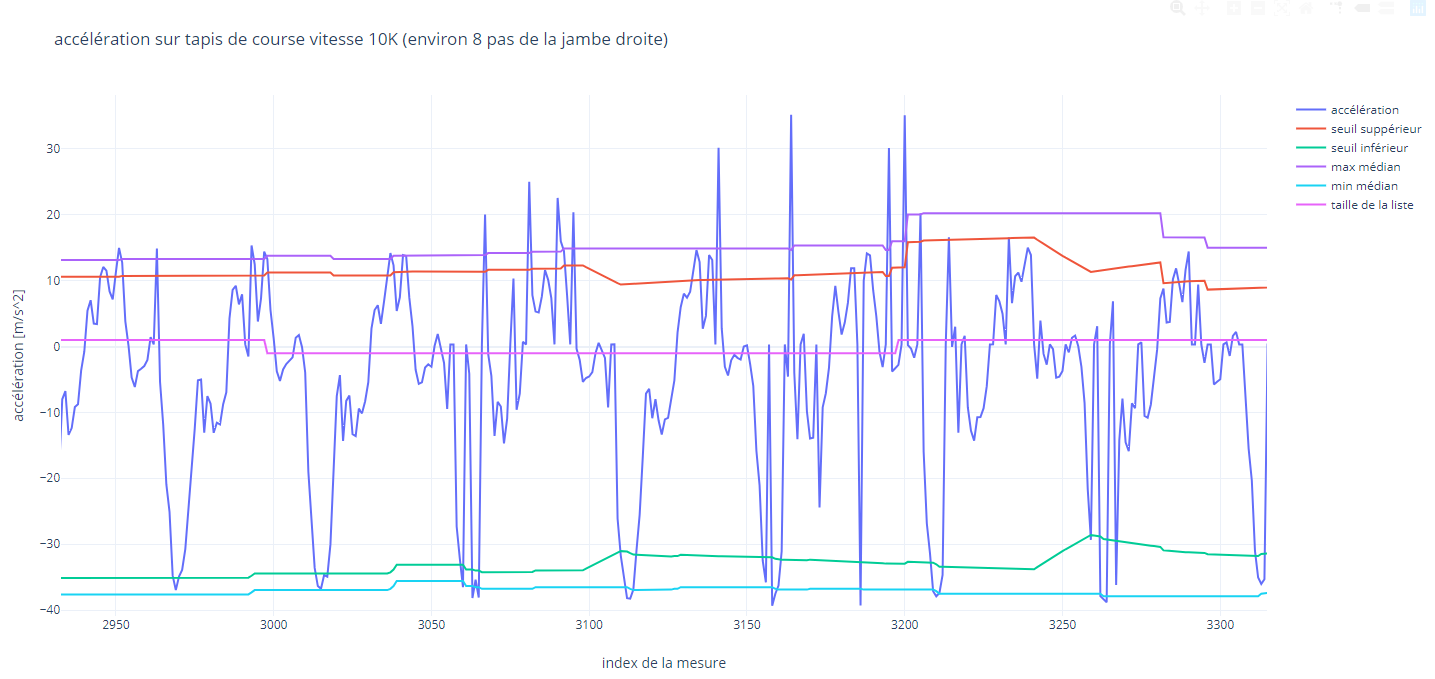 accélération sur tapis de course vitesse 10K (environ 8 pas de la jambe droite)
accélération
seuil suppérieur
seuil inférieur
max médian
min médian
taille de la liste
accélération [m/s^2]
30
20
10
0
−10
−20
−30
−40
2950 3000 3050 3100 3150 3200 3250 3300
index de la mesure